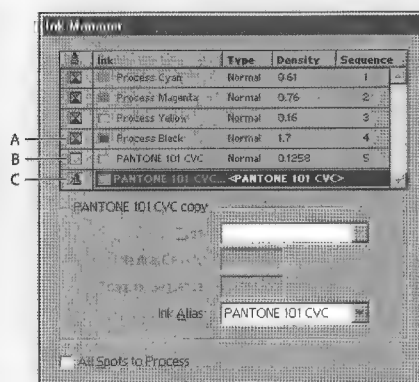 Ink Manager
Ink Type Density Sequence
Process Cyan Normal 0.61 1
Process Magenta Normal 0.76 2
Process Yellow Normal 0.16 3
A Process Black Normal 1.7 4
B PANTONE 101 CVC Normal 0.1258 5
C PANTONE 101 CVC... <PANTONE 101 CVC>
PANTONE 101 CVC copy
Ink Alias: PANTONE 101 CVC
All Spots to Process